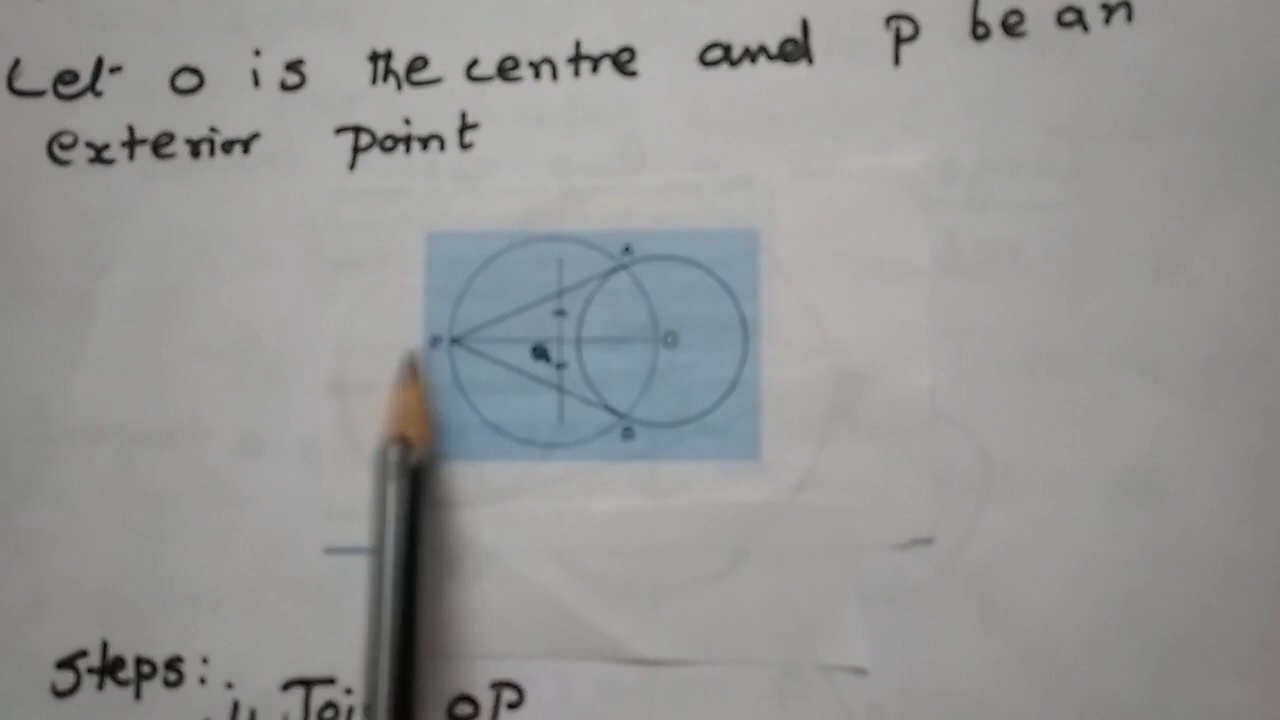 Let o is the centre and P be an
exterior point
A
P
Q
O
B
Steps:
OP